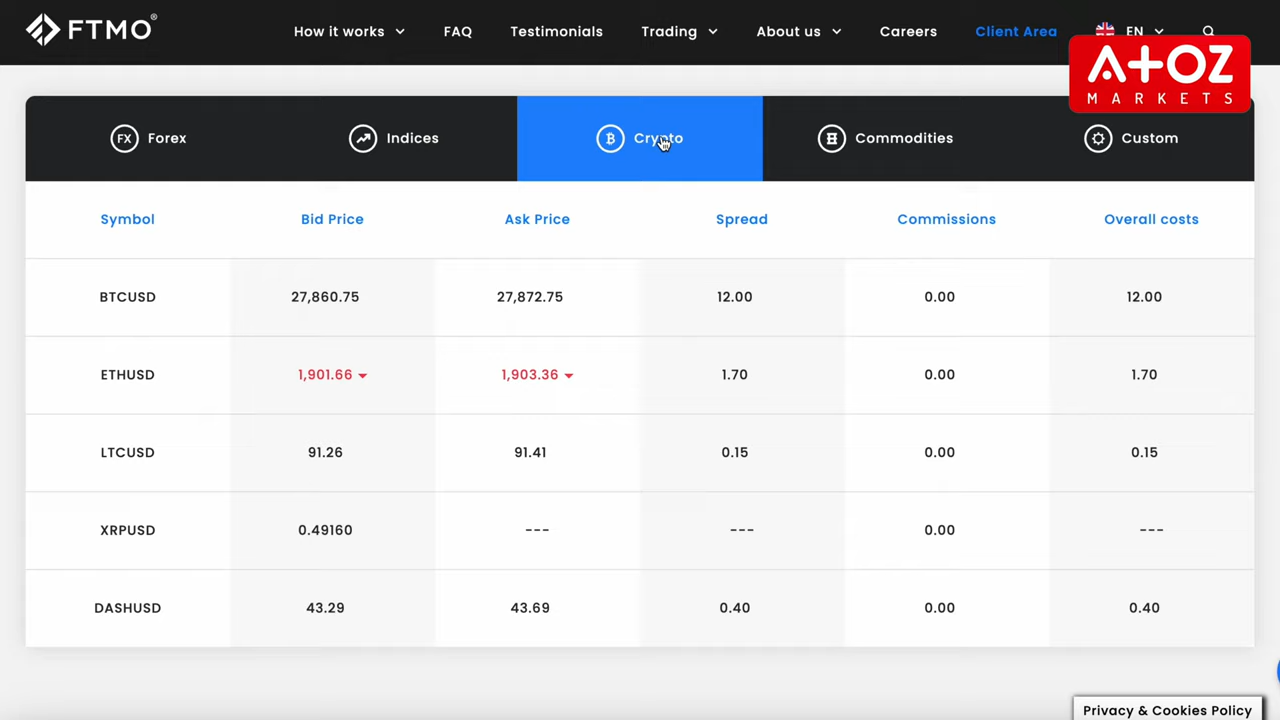 FTMO®
How it works
FAQ
Testimonials
Trading
About us
Careers
Client Area
EN
A+OZ
MARKETS
FX Forex
Indices
Crypto
Commodities
Custom
Symbol Bid Price Ask Price Spread Commissions Overall costs
BTCUSD 27,860.75 27,872.75 12.00 0.00 12.00
ETHUSD 1,901.66 1,903.36 1.70 0.00 1.70
LTCUSD 91.26 91.41 0.15 0.00 0.15
XRPUSD 0.49160 --- --- 0.00 ---
DASHUSD 43.29 43.69 0.40 0.00 0.40
Privacy & Cookies Policy